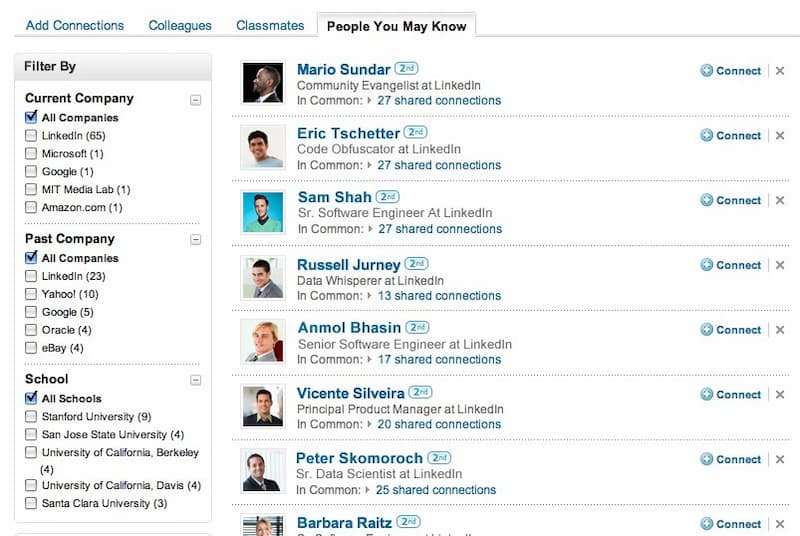 Add Connections Colleagues Classmates People You May Know
Filter By
Current Company
All Companies
LinkedIn (65)
Microsoft (1)
Google (1)
MIT Media Lab (1)
Amazon.com (1)
Past Company
All Companies
LinkedIn (23)
Yahoo! (10)
Google (5)
Oracle (4)
eBay (4)
School
All Schools
Stanford University (9)
San Jose State University (4)
University of California, Berkeley
(4)
University of California, Davis (4)
Santa Clara University (3)
Mario Sundar 2nd
Community Evangelist at LinkedIn
In Common: 27 shared connections
Connect
Eric Tschetter 2nd
Code Obfuscator at LinkedIn
In Common: 27 shared connections
Connect
Sam Shah 2nd
Sr. Software Engineer At LinkedIn
In Common: 27 shared connections
Connect
Russell Jurney 2nd
Data Whisperer at LinkedIn
In Common: 13 shared connections
Connect
Anmol Bhasin 2nd
Senior Software Engineer at LinkedIn
In Common: 17 shared connections
Connect
Vicente Silveira 2nd
Principal Product Manager at LinkedIn
In Common: 20 shared connections
Connect
Peter Skomoroch 2nd
Sr. Data Scientist at LinkedIn
In Common: 25 shared connections
Connect
Barbara Raitz 2nd
Connect